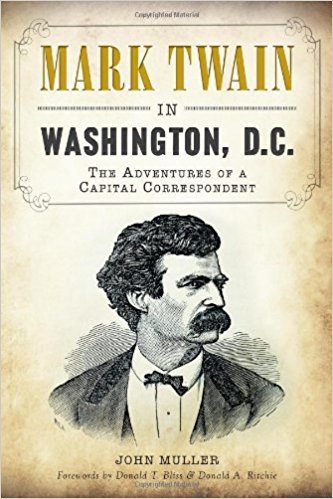 MARK TWAIN
IN
WASHINGTON, D.C.
THE ADVENTURES OF A
CAPITAL CORRESPONDENT
JOHN MULLER
Forewords by Donald T. Bliss & Donald A. Ritchie